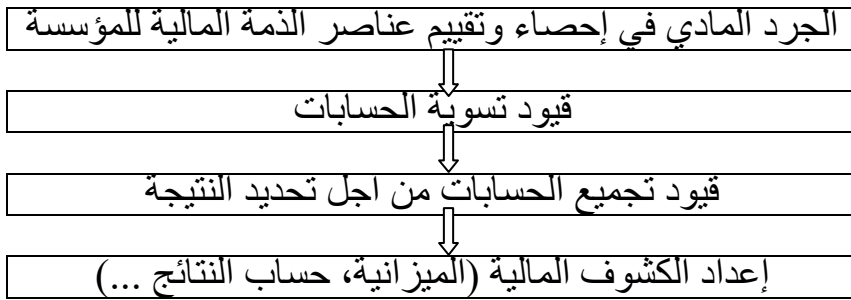 الجرد المادي في إحصاء وتقييم عناصر الذمة المالية للمؤسسة
قيود تسوية الحسابات
قيود تجميع الحسابات من اجل تحديد النتيجة
إعداد الكشوف المالية (الميزانية، حساب النتائج ...)